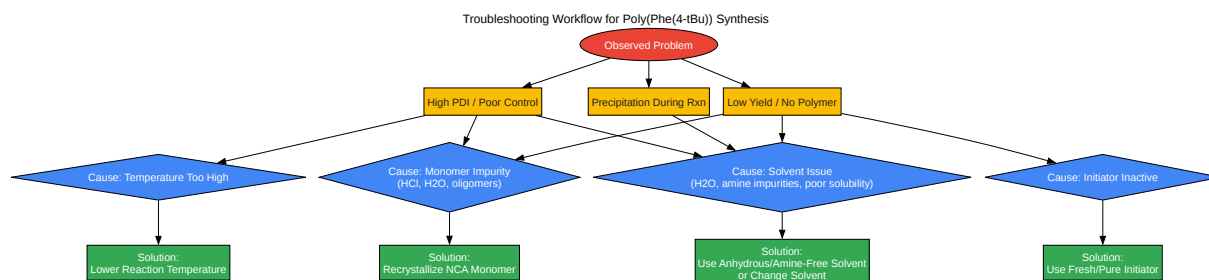 Troubleshooting Workflow for Poly(Phe(4-tBu)) Synthesis
Observed Problem
High PDI / Poor Control
Precipitation During Rxn
Low Yield / No Polymer
Cause: Temperature Too High
Cause: Monomer Impurity
(HCl, H2O, oligomers)
Cause: Solvent Issue
(H2O, amine impurities, poor solubility)
Cause: Initiator Inactive
Solution:
Lower Reaction Temperature
Solution:
Recrystallize NCA Monomer
Solution:
Use Anhydrous/Amine-Free Solvent
or Change Solvent
Solution:
Use Fresh/Pure Initiator